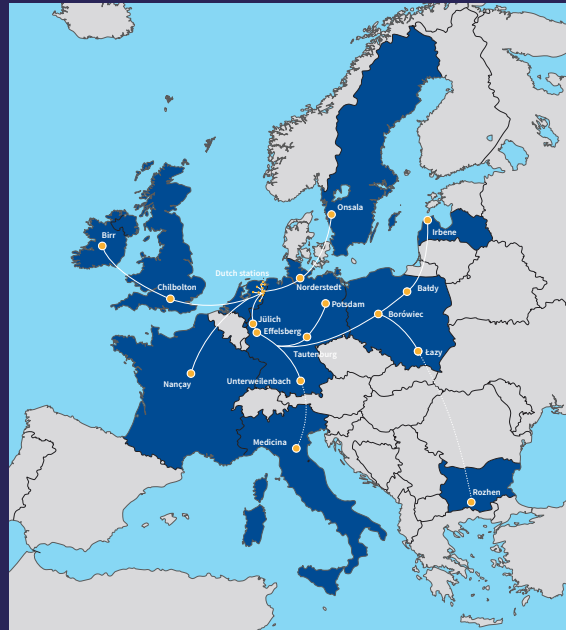 Onsala
Irbene
Birr
Dutch stations
Chilbolton
Norderstedt
Bałdy
Potsdam
Borówiec
Jülich
Effelsberg
Tautenburg
Łazy
Nançay
Unterweilenbach
Medicina
Rozhen